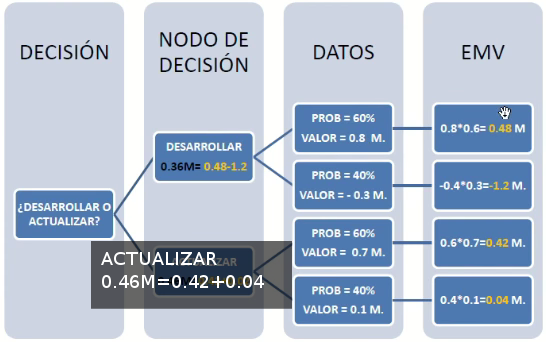 DECISIÓN
NODO DE
DECISIÓN
DATOS
EMV
¿DESARROLLAR O
ACTUALIZAR?
DESARROLLAR
0.36M= 0.48-1.2
ACTUALIZAR
0.46M=0.42+0.04
PROB = 60%
VALOR = 0.8 M.
PROB = 40%
VALOR = - 0.3 M.
PROB = 60%
VALOR = 0.7 M.
PROB = 40%
VALOR = 0.1 M.
0.8*0.6= 0.48 M
-0.4*0.3=-1.2 M.
0.6*0.7=0.42 M.
0.4*0.1=0.04 M.